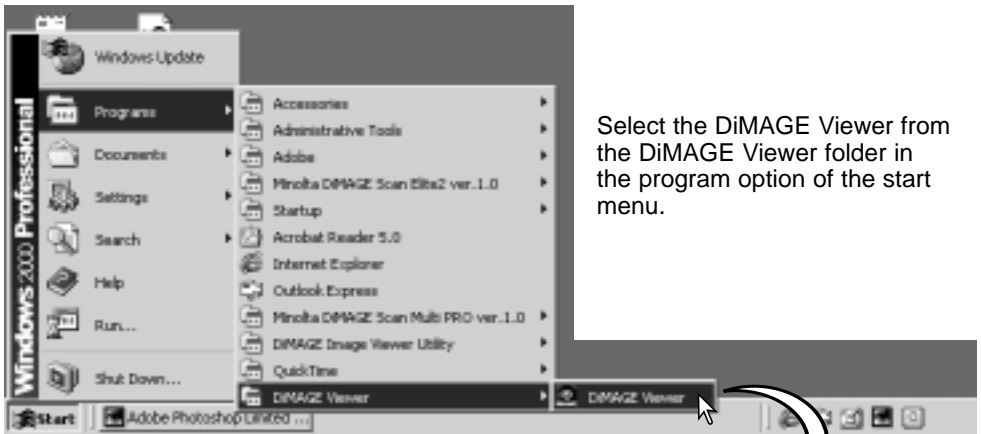 Windows 2000 Professional
Windows Update
Programs
Documents
Settings
Search
Help
Run...
Shut Down...
Accessories
Administrative Tools
Adobe
Minolta DiMAGE Scan Elite2 ver.1.0
Startup
Acrobat Reader 5.0
Internet Explorer
Outlook Express
Minolta DiMAGE Scan Multi PRO ver.1.0
DiMAGE Image Viewer Utility
QuickTime
DiMAGE Viewer
DiMAGE Viewer
Start
Adobe Photoshop Limited ...
Select the DiMAGE Viewer from
the DiMAGE Viewer folder in
the program option of the start
menu.